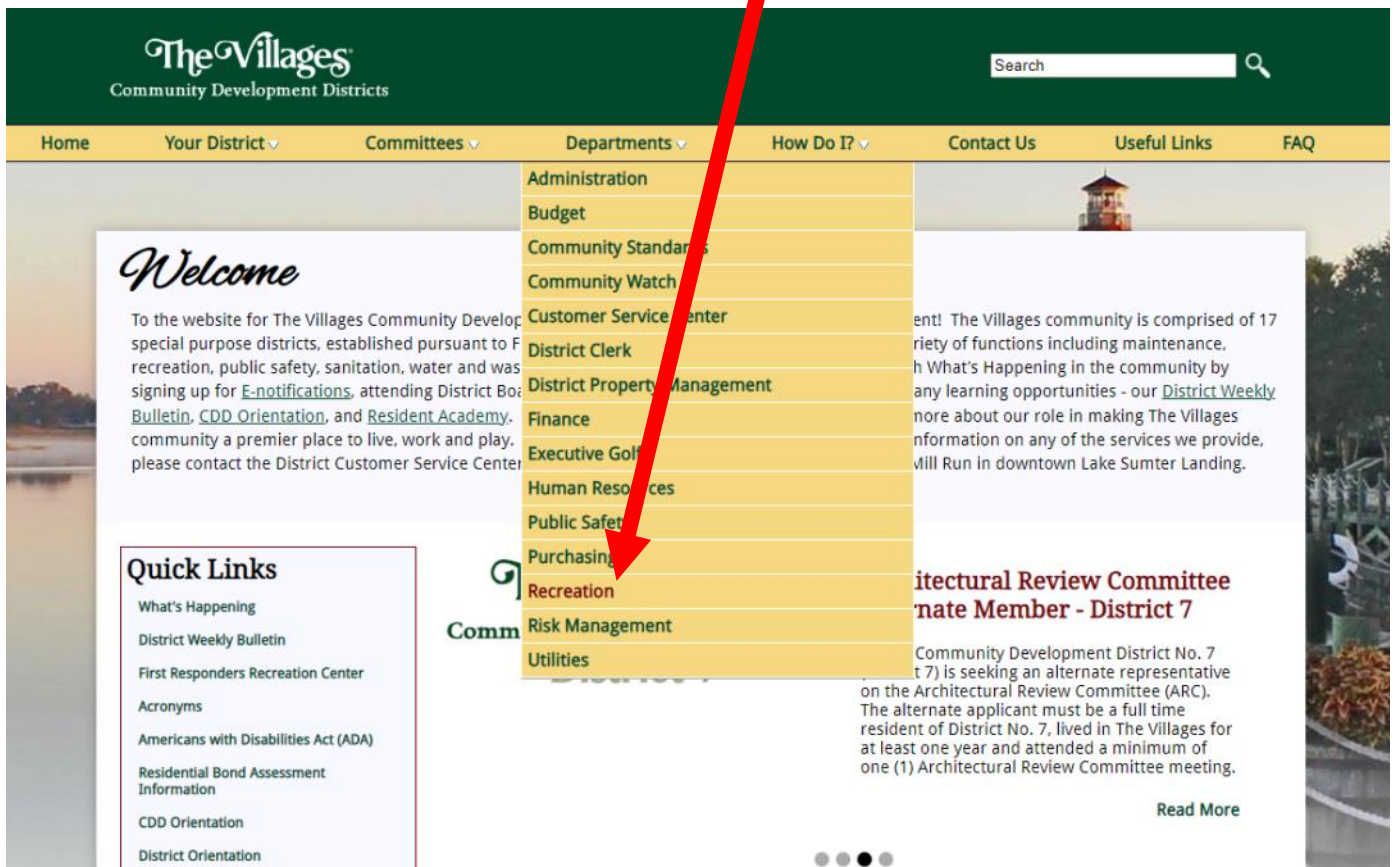 The Villages
Community Development Districts
Search
Home Your District Committees Departments How Do I? Contact Us Useful Links FAQ
Administration
Budget
Community Standards
Community Watch
Customer Service Center
District Clerk
District Property Management
Finance
Executive Golf
Human Resources
Public Safety
Purchasing
Recreation
Risk Management
Utilities
Welcome
To the website for The Villages Community Develop ent! The Villages community is comprised of 17
special purpose districts, established pursuant to F riety of functions including maintenance,
recreation, public safety, sanitation, water and was h What's Happening in the community by
signing up for E-notifications, attending District Boa any learning opportunities - our District Weekly
Bulletin, CDD Orientation, and Resident Academy. more about our role in making The Villages
community a premier place to live, work and play. nformation on any of the services we provide,
please contact the District Customer Service Center Mill Run in downtown Lake Sumter Landing.
Quick Links
What's Happening
District Weekly Bulletin
First Responders Recreation Center
Acronyms
Americans with Disabilities Act (ADA)
Residential Bond Assessment
Information
CDD Orientation
District Orientation
Comm
itectural Review Committee
rnate Member - District 7
Community Development District No. 7
t 7) is seeking an alternate representative
on the Architectural Review Committee (ARC).
The alternate applicant must be a full time
resident of District No. 7, lived in The Villages for
at least one year and attended a minimum of
one (1) Architectural Review Committee meeting.
Read More